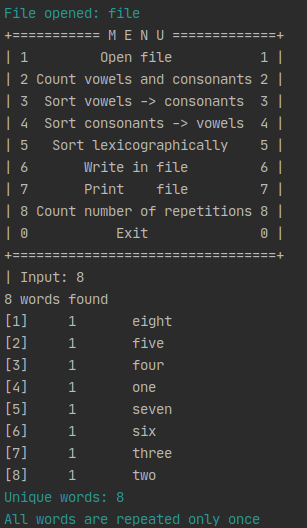 File opened: file
+=========== M E N U =============+
| 1         Open file           1 |
| 2 Count vowels and consonants 2 |
| 3  Sort vowels -> consonants  3 |
| 4  Sort consonants -> vowels  4 |
| 5   Sort lexicographically    5 |
| 6       Write in file         6 |
| 7       Print    file         7 |
| 8 Count number of repetitions 8 |
| 0           Exit              0 |
+=================================+
| Input: 8
8 words found
[1]     1       eight
[2]     1       five
[3]     1       four
[4]     1       one
[5]     1       seven
[6]     1       six
[7]     1       three
[8]     1       two
Unique words: 8
All words are repeated only once